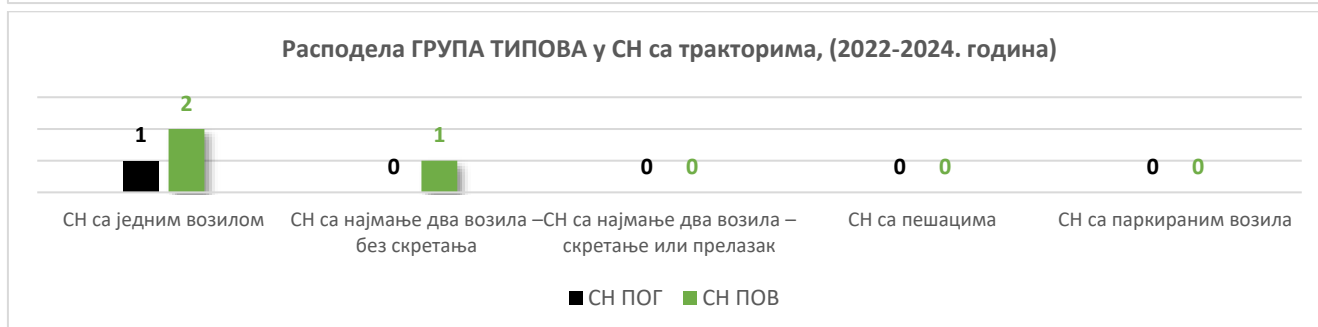 Расподела ГРУПА ТИПОВА у СН са тракторима, (2022-2024. година)
1 2 0 1 0 0 0 0 0 0
СН са једним возилом СН са најмање два возила – СН са најмање два возила – СН са пешацима СН са паркираним возила
без скретања скретање или прелазак
СН ПОГ СН ПОВ